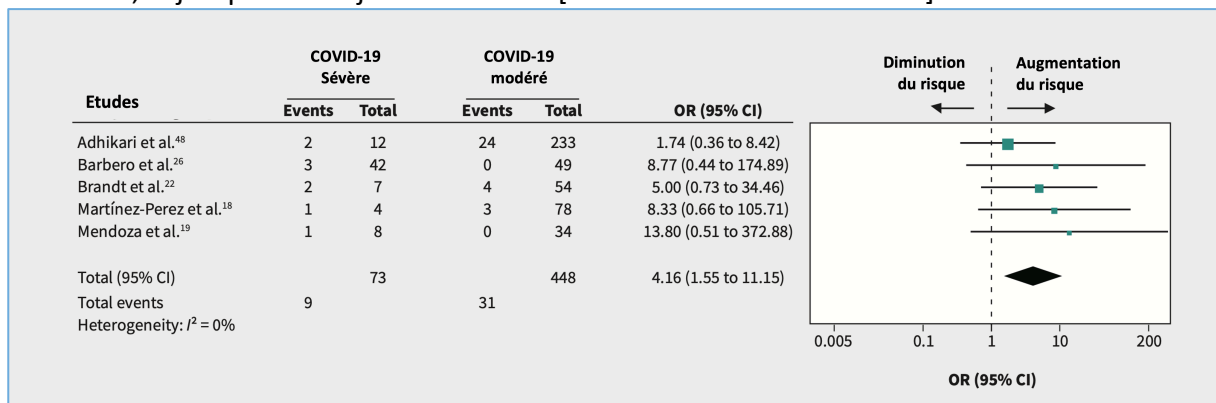 COVID-19 Sévère COVID-19 modéré
Diminution du risque Augmentation du risque
Etudes Events Total Events Total OR (95% CI)
Adhikari et al.48 2 12 24 233 1.74 (0.36 to 8.42)
Barbero et al.26 3 42 0 49 8.77 (0.44 to 174.89)
Brandt et al.22 2 7 4 54 5.00 (0.73 to 34.46)
Martínez-Perez et al.18 1 4 3 78 8.33 (0.66 to 105.71)
Mendoza et al.19 1 8 0 34 13.80 (0.51 to 372.88)
Total (95% CI) 73 448 4.16 (1.55 to 11.15)
Total events 9 31
Heterogeneity: I² = 0%
0.005 0.1 1 10 200
OR (95% CI)